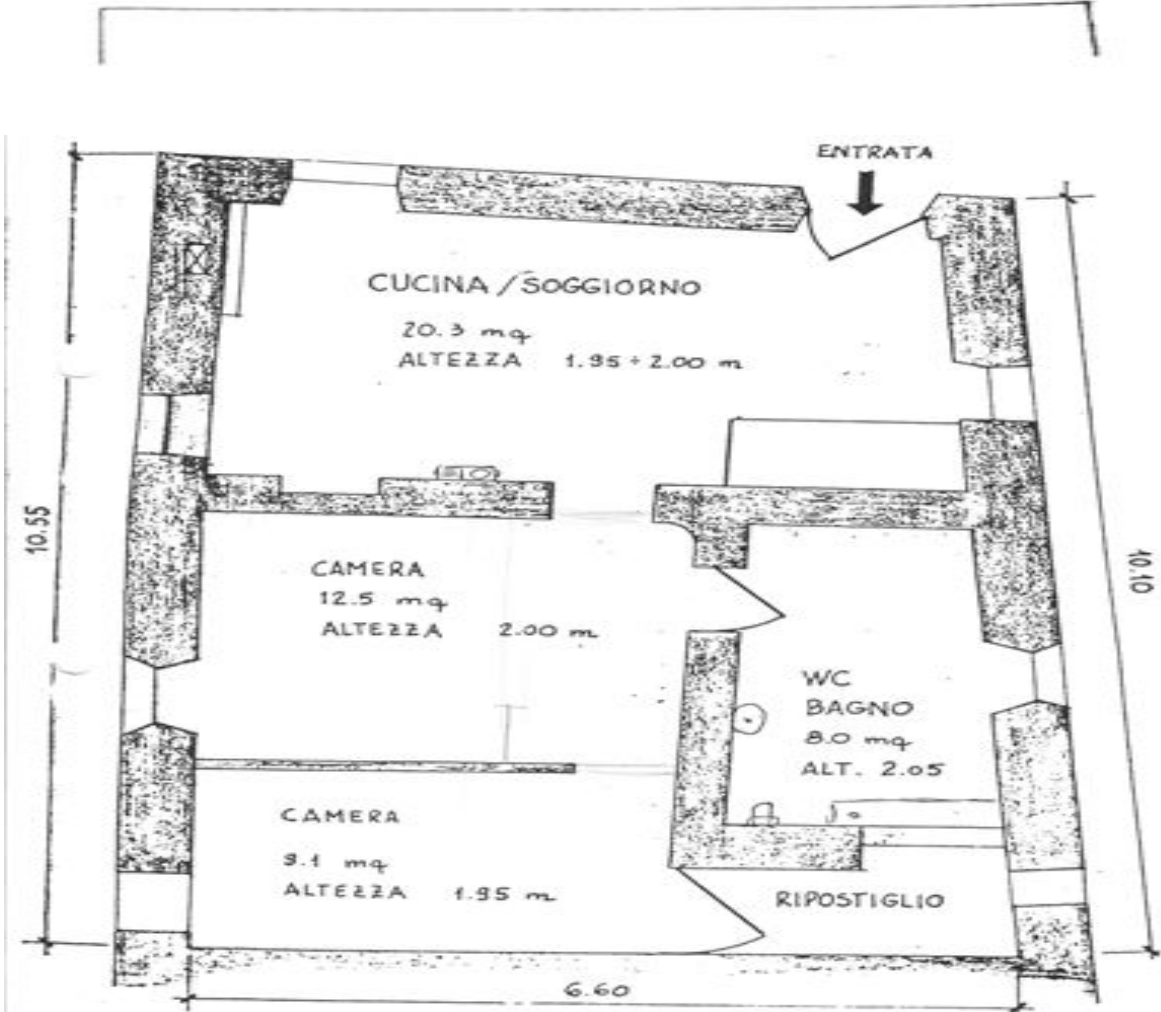 ENTRATA
CUCINA / SOGGIORNO
20.3 mq
ALTEZZA 1.95 ÷ 2.00 m
10.55
10.10
CAMERA
12.5 mq
ALTEZZA 2.00 m
WC
BAGNO
8.0 mq
ALT. 2.05
CAMERA
9.1 mq
ALTEZZA 1.95 m
RIPOSTIGLIO
6.60